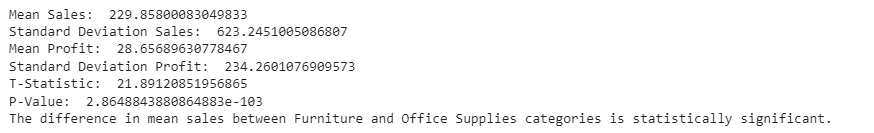 Mean Sales:  229.85800083049833
Standard Deviation Sales:  623.2451005086807
Mean Profit:  28.65689630778467
Standard Deviation Profit:  234.2601076909573
T-Statistic:  21.89120851956865
P-Value:  2.8648843880864883e-103
The difference in mean sales between Furniture and Office Supplies categories is statistically significant.